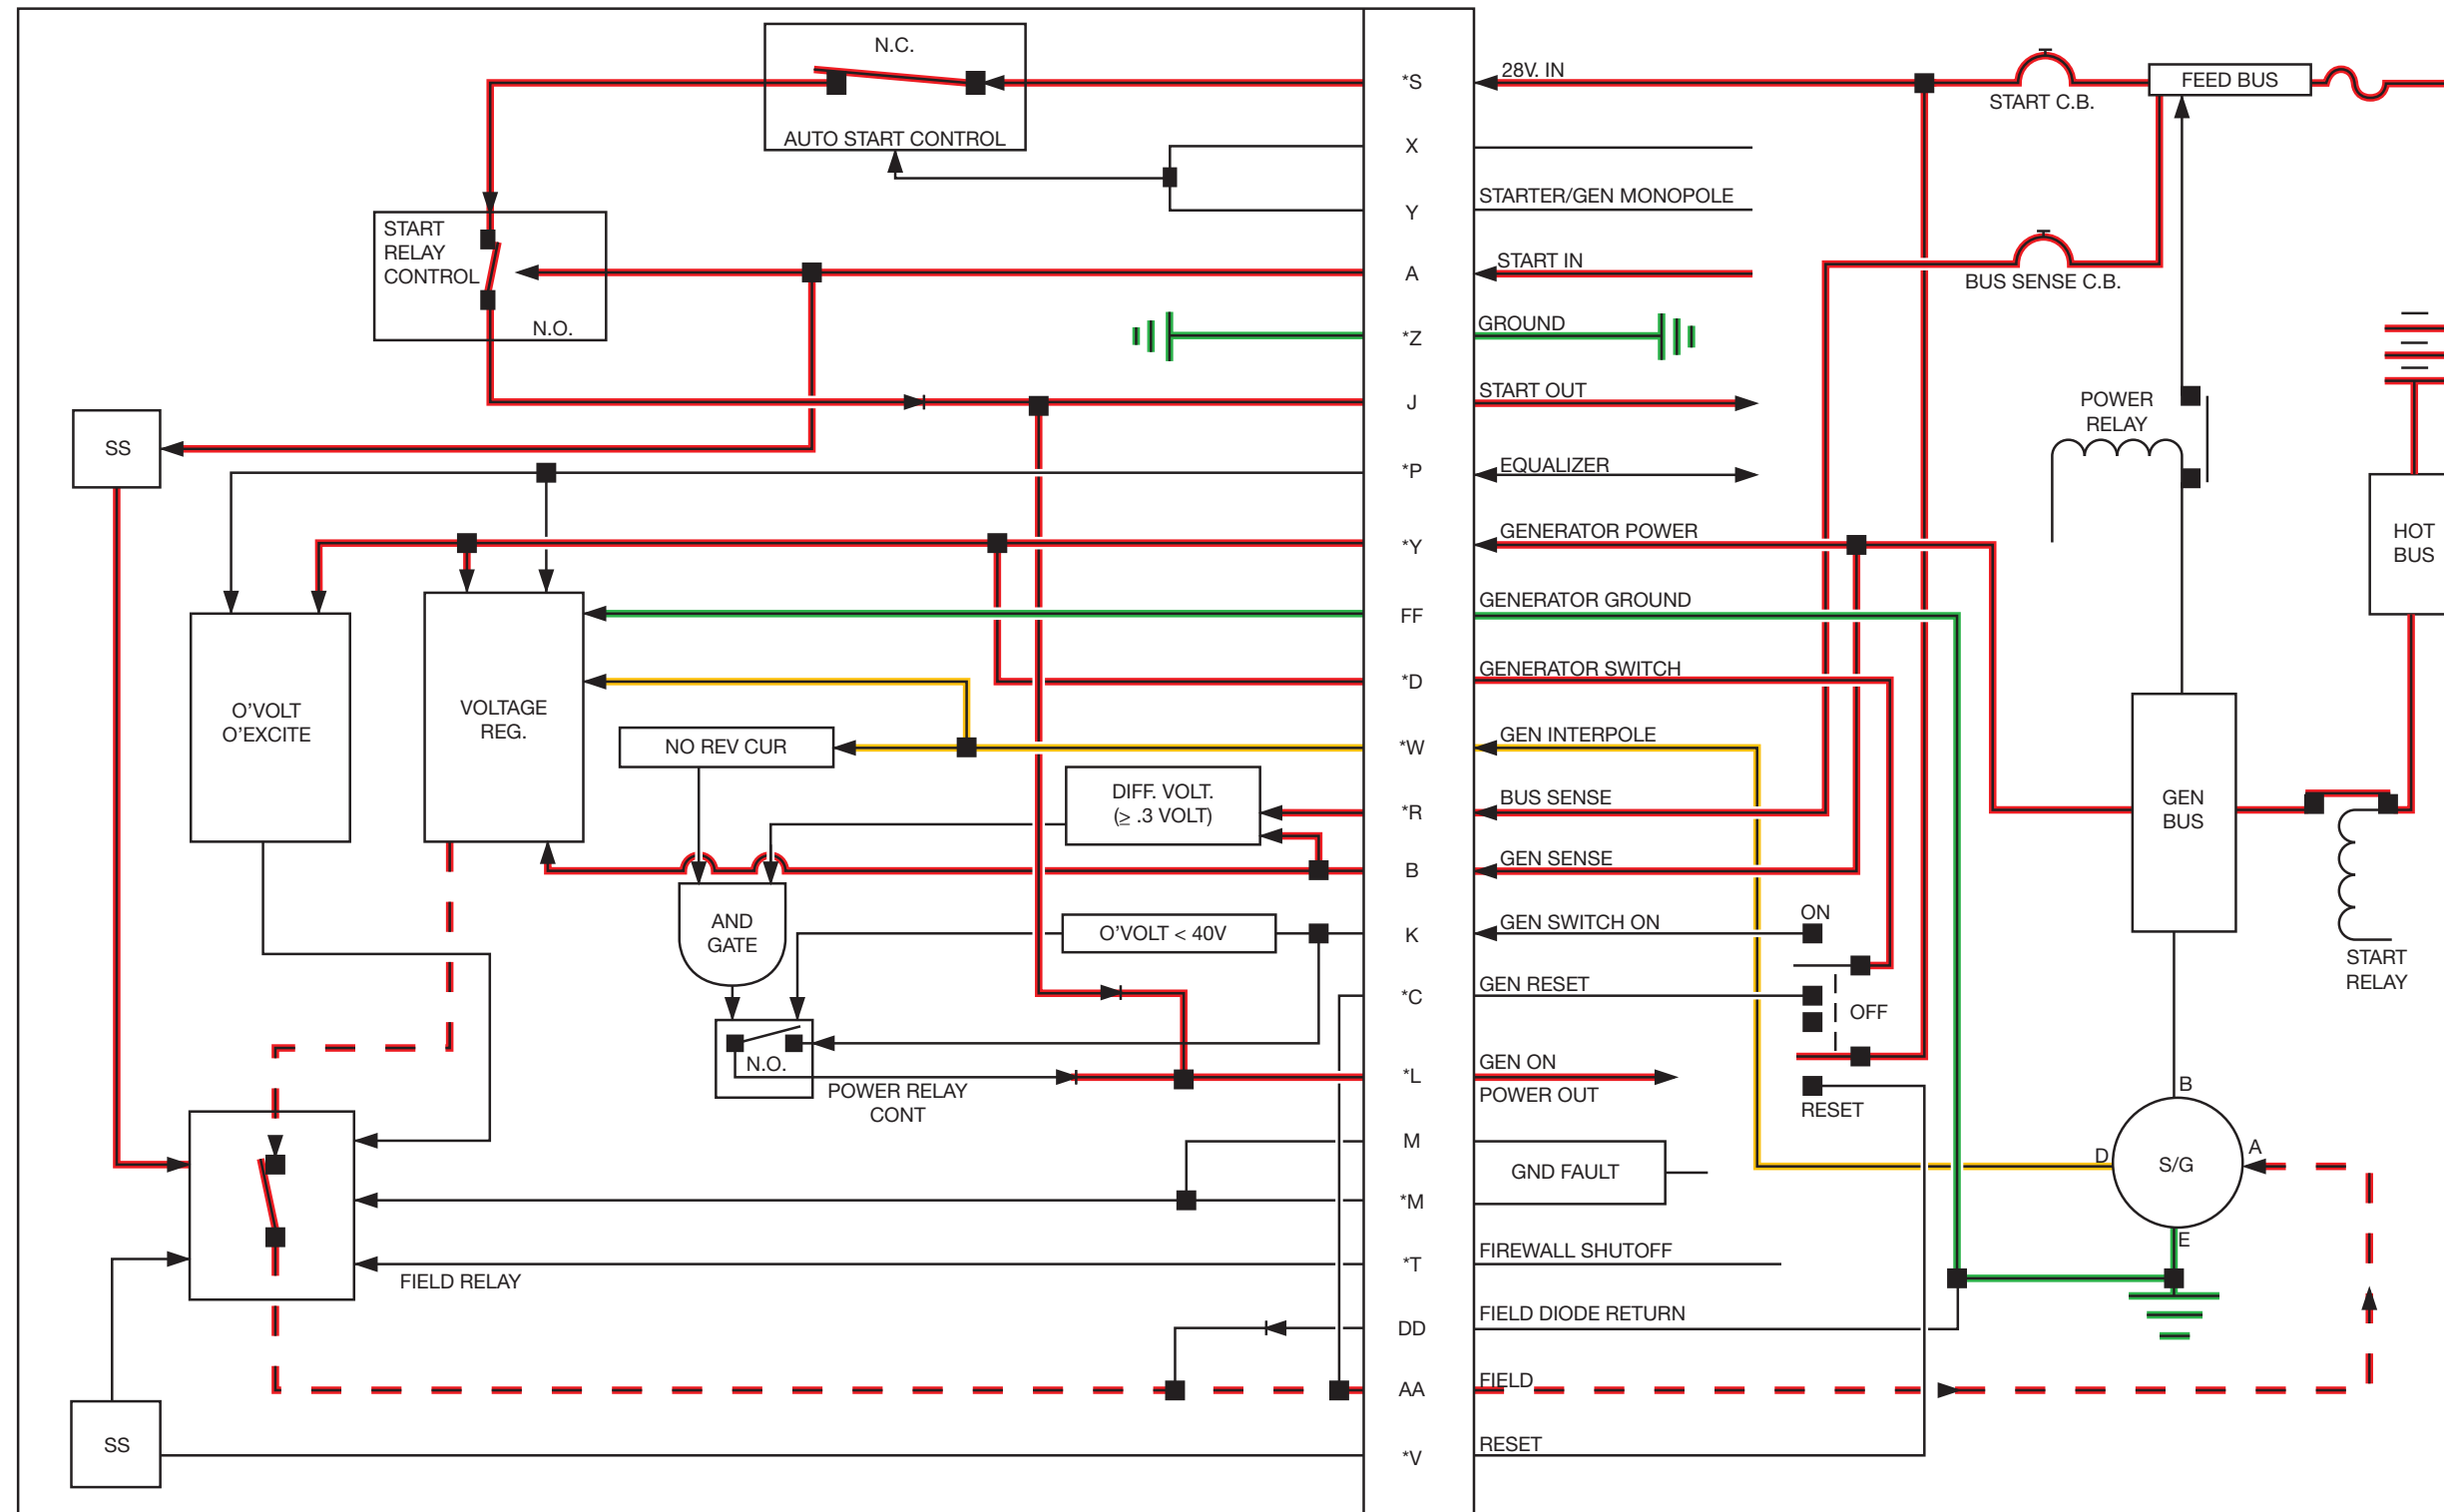 N.C.
AUTO START CONTROL
START
RELAY
CONTROL
N.O.
SS
O'VOLT
O'EXCITE
VOLTAGE
REG.
NO REV CUR
DIFF. VOLT.
(≥ .3 VOLT)
AND
GATE
O'VOLT < 40V
N.O.
POWER RELAY
CONT
FIELD RELAY
SS
*S
X
Y
A
*Z
J
*P
*Y
FF
*D
*W
*R
B
K
*C
*L
M
*M
*T
DD
AA
*V
28V. IN
STARTER/GEN MONOPOLE
START IN
GROUND
START OUT
EQUALIZER
GENERATOR POWER
GENERATOR GROUND
GENERATOR SWITCH
GEN INTERPOLE
BUS SENSE
GEN SENSE
GEN SWITCH ON
GEN RESET
GEN ON
POWER OUT
GND FAULT
FIREWALL SHUTOFF
FIELD DIODE RETURN
FIELD
RESET
START C.B.
FEED BUS
BUS SENSE C.B.
POWER
RELAY
HOT
BUS
GEN
BUS
START
RELAY
ON
OFF
RESET
B
D
S/G
A
E